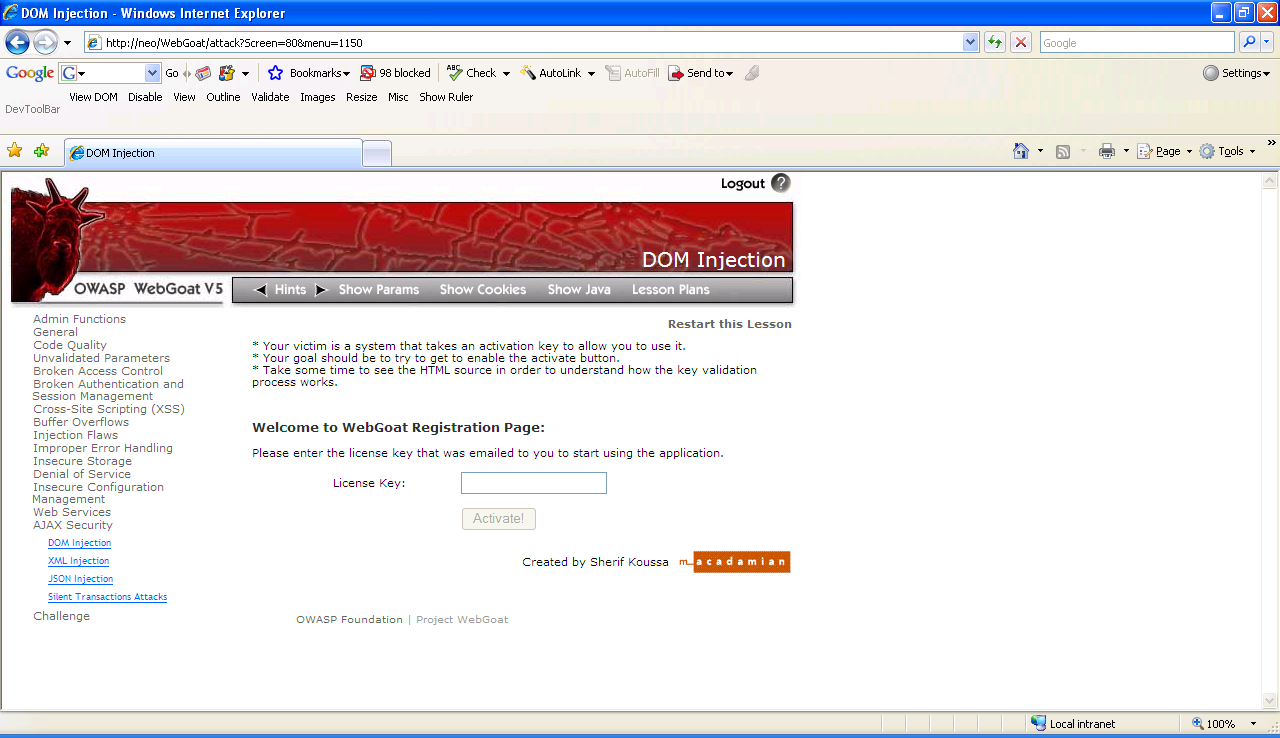 DOM Injection - Windows Internet Explorer
http://neo/WebGoat/attack?Screen=80&menu=1150
Google
Google G Go Bookmarks 98 blocked ABC Check AutoLink AutoFill Send to Settings
View DOM Disable View Outline Validate Images Resize Misc Show Ruler
DevToolBar
DOM Injection
Page Tools
Logout ?
DOM Injection
OWASP WebGoat V5
Hints Show Params Show Cookies Show Java Lesson Plans
Admin Functions
General
Code Quality
Unvalidated Parameters
Broken Access Control
Broken Authentication and
Session Management
Cross-Site Scripting (XSS)
Buffer Overflows
Injection Flaws
Improper Error Handling
Insecure Storage
Denial of Service
Insecure Configuration
Management
Web Services
AJAX Security
DOM Injection
XML Injection
JSON Injection
Silent Transactions Attacks
Challenge
Restart this Lesson
* Your victim is a system that takes an activation key to allow you to use it.
* Your goal should be to try to get to enable the activate button.
* Take some time to see the HTML source in order to understand how the key validation
process works.
Welcome to WebGoat Registration Page:
Please enter the license key that was emailed to you to start using the application.
License Key:
Activate!
Created by Sherif Koussa m_acadamian
OWASP Foundation | Project WebGoat
Local intranet
100%